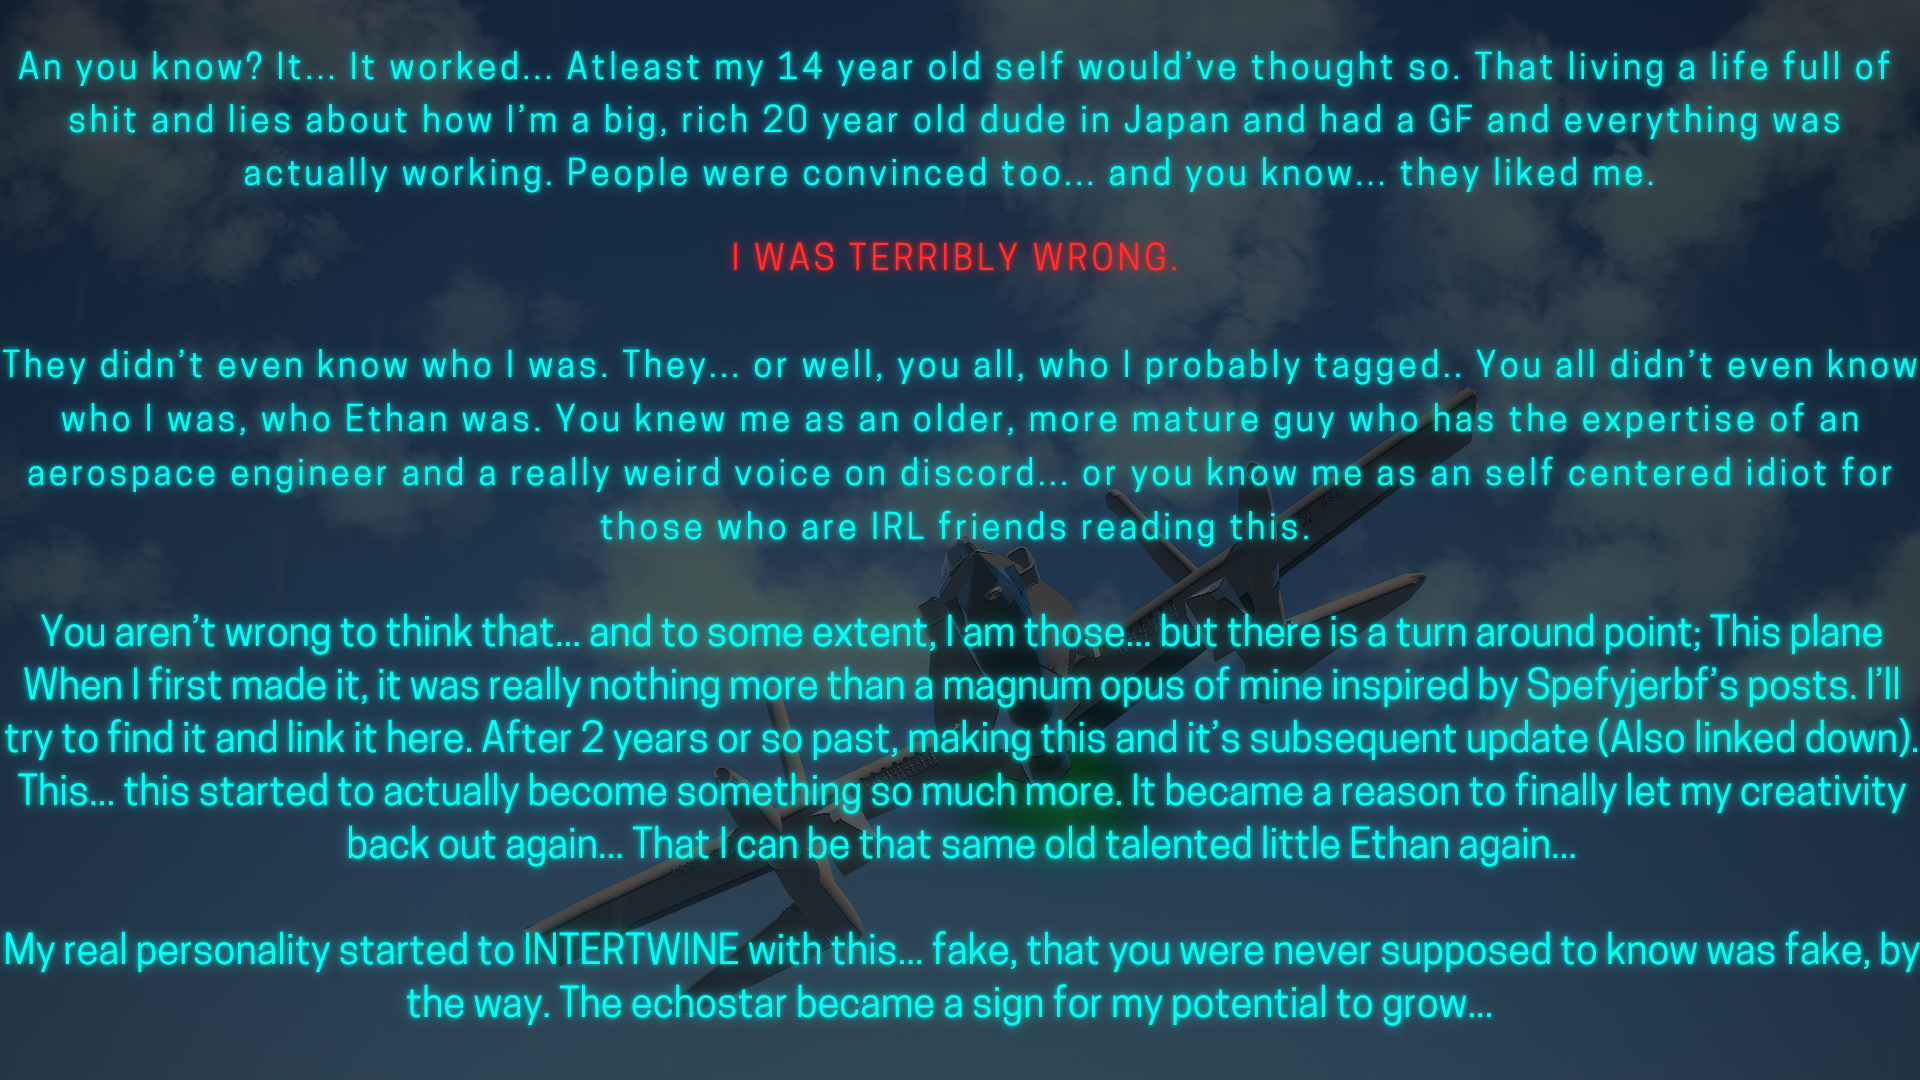 An you know? It... It worked... Atleast my 14 year old self would've thought so. That living a life full of
shit and lies about how I'm a big, rich 20 year old dude in Japan and had a GF and everything was
actually working. People were convinced too... and you know... they liked me.
I WAS TERRIBLY WRONG.
They didn't even know who I was. They... or well, you all, who I probably tagged.. You all didn't even know
who I was, who Ethan was. You knew me as an older, more mature guy who has the expertise of an
aerospace engineer and a really weird voice on discord... or you know me as an self centered idiot for
those who are IRL friends reading this.
You aren't wrong to think that... and to some extent, I am those... but there is a turn around point; This plane
When I first made it, it was really nothing more than a magnum opus of mine inspired by Spefyjerbf's posts. I'll
try to find it and link it here. After 2 years or so past, making this and it's subsequent update (Also linked down).
This... this started to actually become something so much more. It became a reason to finally let my creativity
back out again... That I can be that same old talented little Ethan again...
My real personality started to INTERTWINE with this... fake, that you were never supposed to know was fake, by
the way. The echostar became a sign for my potential to grow...